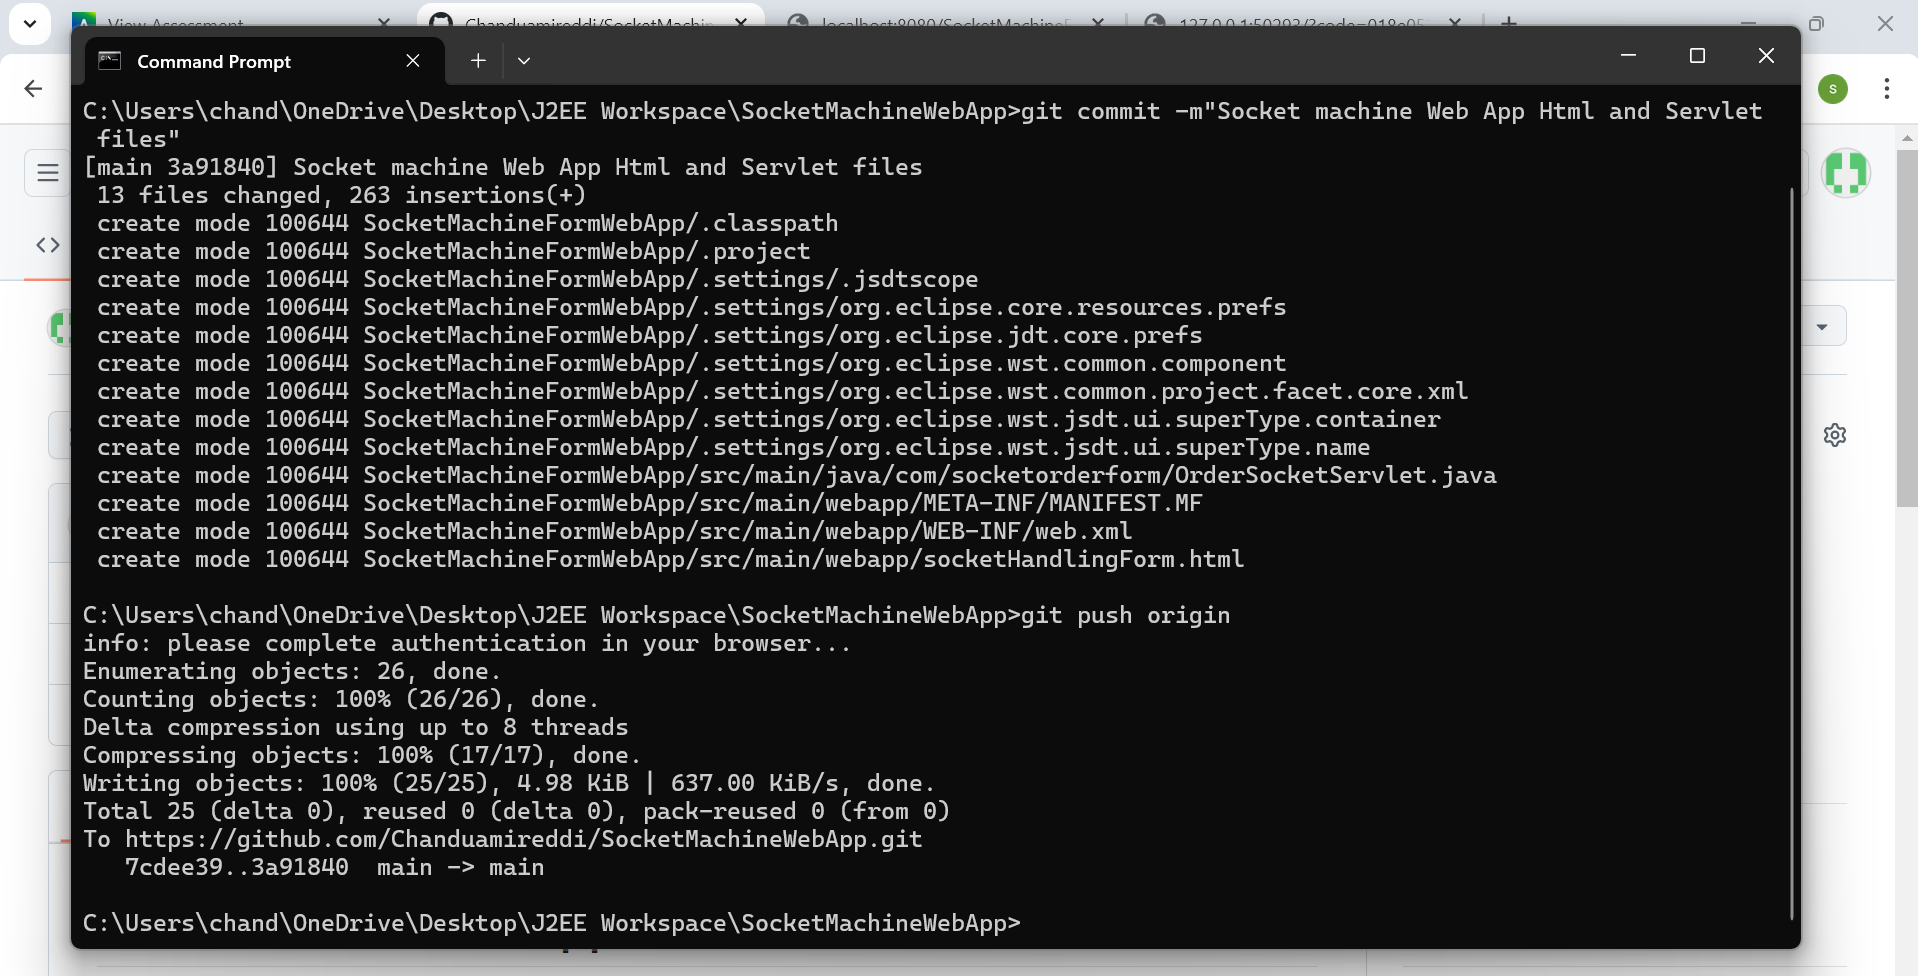 View Assessment
Chanduamireddi/SocketMachin
localhost:8080/SocketMachineF
127.0.0.1:50293/?code=018e05
Command Prompt
S
C:\Users\chand\OneDrive\Desktop\J2EE Workspace\SocketMachineWebApp>git commit -m"Socket machine Web App Html and Servlet
files"
[main 3a91840] Socket machine Web App Html and Servlet files
13 files changed, 263 insertions(+)
create mode 100644 SocketMachineFormWebApp/.classpath
create mode 100644 SocketMachineFormWebApp/.project
create mode 100644 SocketMachineFormWebApp/.settings/.jsdtscope
create mode 100644 SocketMachineFormWebApp/.settings/org.eclipse.core.resources.prefs
create mode 100644 SocketMachineFormWebApp/.settings/org.eclipse.jdt.core.prefs
create mode 100644 SocketMachineFormWebApp/.settings/org.eclipse.wst.common.component
create mode 100644 SocketMachineFormWebApp/.settings/org.eclipse.wst.common.project.facet.core.xml
create mode 100644 SocketMachineFormWebApp/.settings/org.eclipse.wst.jsdt.ui.superType.container
create mode 100644 SocketMachineFormWebApp/.settings/org.eclipse.wst.jsdt.ui.superType.name
create mode 100644 SocketMachineFormWebApp/src/main/java/com/socketorderform/OrderSocketServlet.java
create mode 100644 SocketMachineFormWebApp/src/main/webapp/META-INF/MANIFEST.MF
create mode 100644 SocketMachineFormWebApp/src/main/webapp/WEB-INF/web.xml
create mode 100644 SocketMachineFormWebApp/src/main/webapp/socketHandlingForm.html
C:\Users\chand\OneDrive\Desktop\J2EE Workspace\SocketMachineWebApp>git push origin
info: please complete authentication in your browser...
Enumerating objects: 26, done.
Counting objects: 100% (26/26), done.
Delta compression using up to 8 threads
Compressing objects: 100% (17/17), done.
Writing objects: 100% (25/25), 4.98 KiB | 637.00 KiB/s, done.
Total 25 (delta 0), reused 0 (delta 0), pack-reused 0 (from 0)
To https://github.com/Chanduamireddi/SocketMachineWebApp.git
7cdee39..3a91840  main -> main
C:\Users\chand\OneDrive\Desktop\J2EE Workspace\SocketMachineWebApp>